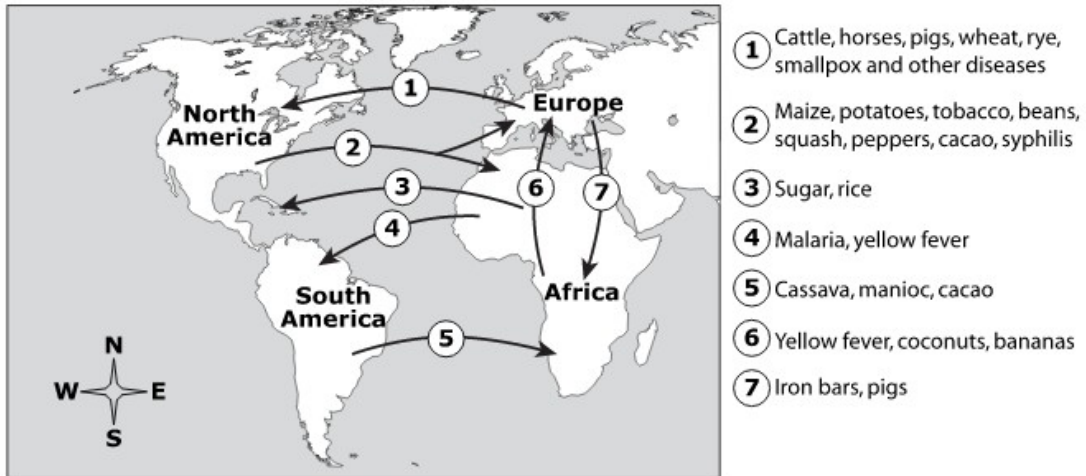 North
America
Europe
South
America
Africa
1
2
3
4
5
6
7
N
W E
S
1 Cattle, horses, pigs, wheat, rye,
smallpox and other diseases
2 Maize, potatoes, tobacco, beans,
squash, peppers, cacao, syphilis
3 Sugar, rice
4 Malaria, yellow fever
5 Cassava, manioc, cacao
6 Yellow fever, coconuts, bananas
7 Iron bars, pigs